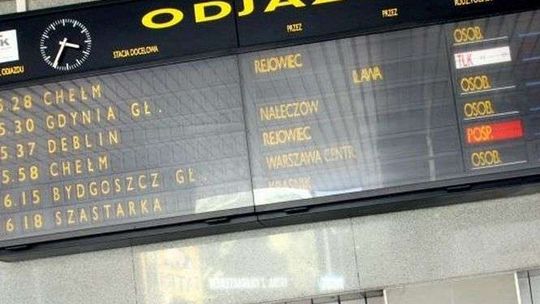 ODJAZ
STACJA DOCELOWA
PRZEZ PRZEZ
ODJAZDU
5.28 CHEŁM REJOWIEC OSOB.
5.30 GDYNIA GŁ. IŁAWA TLK
5.37 DĘBLIN NAŁĘCZÓW OSOB.
5.58 CHEŁM REJOWIEC OSOB.
6.15 BYDGOSZCZ GŁ. WARSZAWA CENTR. POSP.
6.18 SZASTARKA KRAŚNIK OSOB.